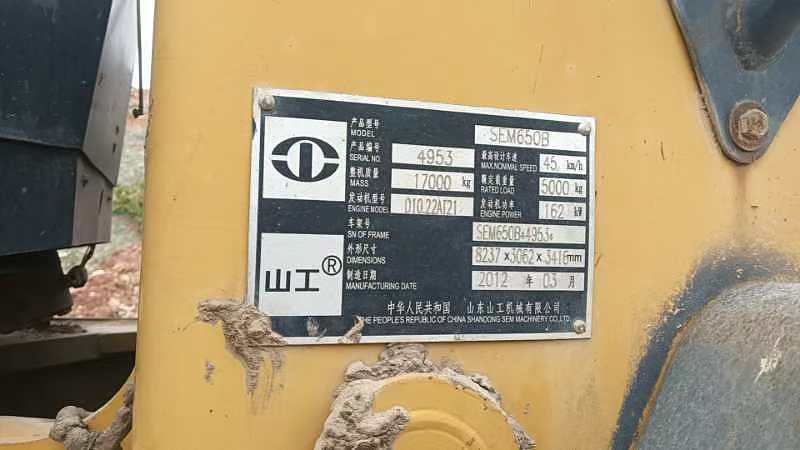 产品型号 SEM650B
MODEL
产品编号 4953 最高设计车速 45 km/h
SERIAL NO. MAX.NONIMAL SPEED
整机质量 17000 kg 额定载重量 5000 kg
MASS RATED LOAD
发动机型号 发动机功率 162 kW
ENGINE MODEL ENGINE POWER
车架号 SEM650B*4953*
SN OF FRAME
外形尺寸 8237 x 3062 x 3416 mm
DIMENSIONS
制造日期 2012 年 03 月
MANUFACTURING DATE
山工®
中华人民共和国 山东山工机械有限公司
THE PEOPLE'S REPUBLIC OF CHINA SHANDONG SEM MACHINERY CO.,LTD.